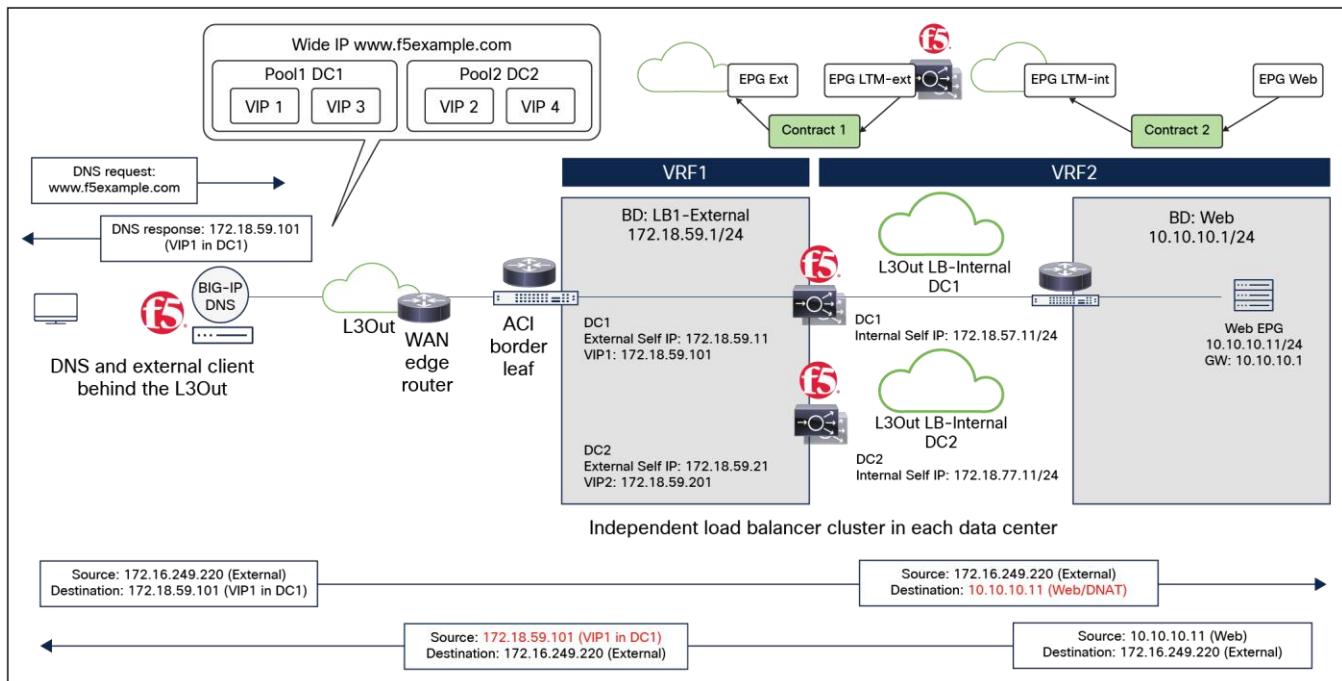 Wide IP www.f5example.com
Pool1 DC1
VIP 1
VIP 3
Pool2 DC2
VIP 2
VIP 4
f5
EPG Ext
EPG LTM-ext
EPG LTM-int
EPG Web
Contract 1
Contract 2
DNS request:
www.f5example.com
DNS response: 172.18.59.101
(VIP1 in DC1)
VRF1
VRF2
BD: LB1-External
172.18.59.1/24
BD: Web
10.10.10.1/24
L3Out LB-Internal
DC1
f5
BIG-IP
DNS
f5
DNS and external client
behind the L3Out
L3Out
WAN
edge
router
ACI
border
leaf
DC1
External Self IP: 172.18.59.11
VIP1: 172.18.59.101
DC1
Internal Self IP: 172.18.57.11/24
Web EPG
10.10.10.11/24
GW: 10.10.10.1
f5
L3Out LB-Internal
DC2
DC2
External Self IP: 172.18.59.21
VIP2: 172.18.59.201
DC2
Internal Self IP: 172.18.77.11/24
Independent load balancer cluster in each data center
Source: 172.16.249.220 (External)
Destination: 172.18.59.101 (VIP1 in DC1)
Source: 172.16.249.220 (External)
Destination: 10.10.10.11 (Web/DNAT)
Source: 172.18.59.101 (VIP1 in DC1)
Destination: 172.16.249.220 (External)
Source: 10.10.10.11 (Web)
Destination: 172.16.249.220 (External)